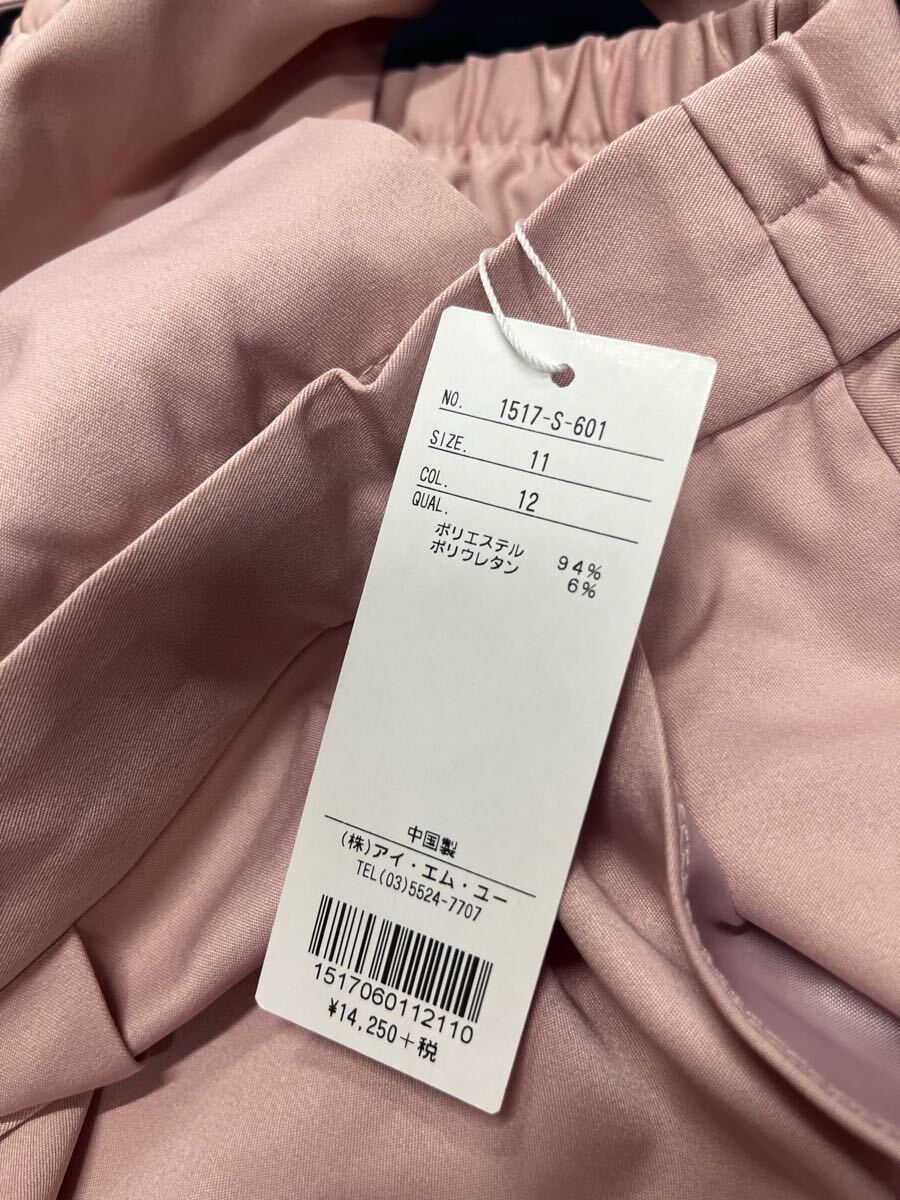 NO. 1517-S-601
SIZE. 11
COL. 12
QUAL.
ポリエステル 94%
ポリウレタン 6%
中国製
(株)アイ・エム・ユー
TEL(03)5524-7707
1517060112110
¥14,250+税